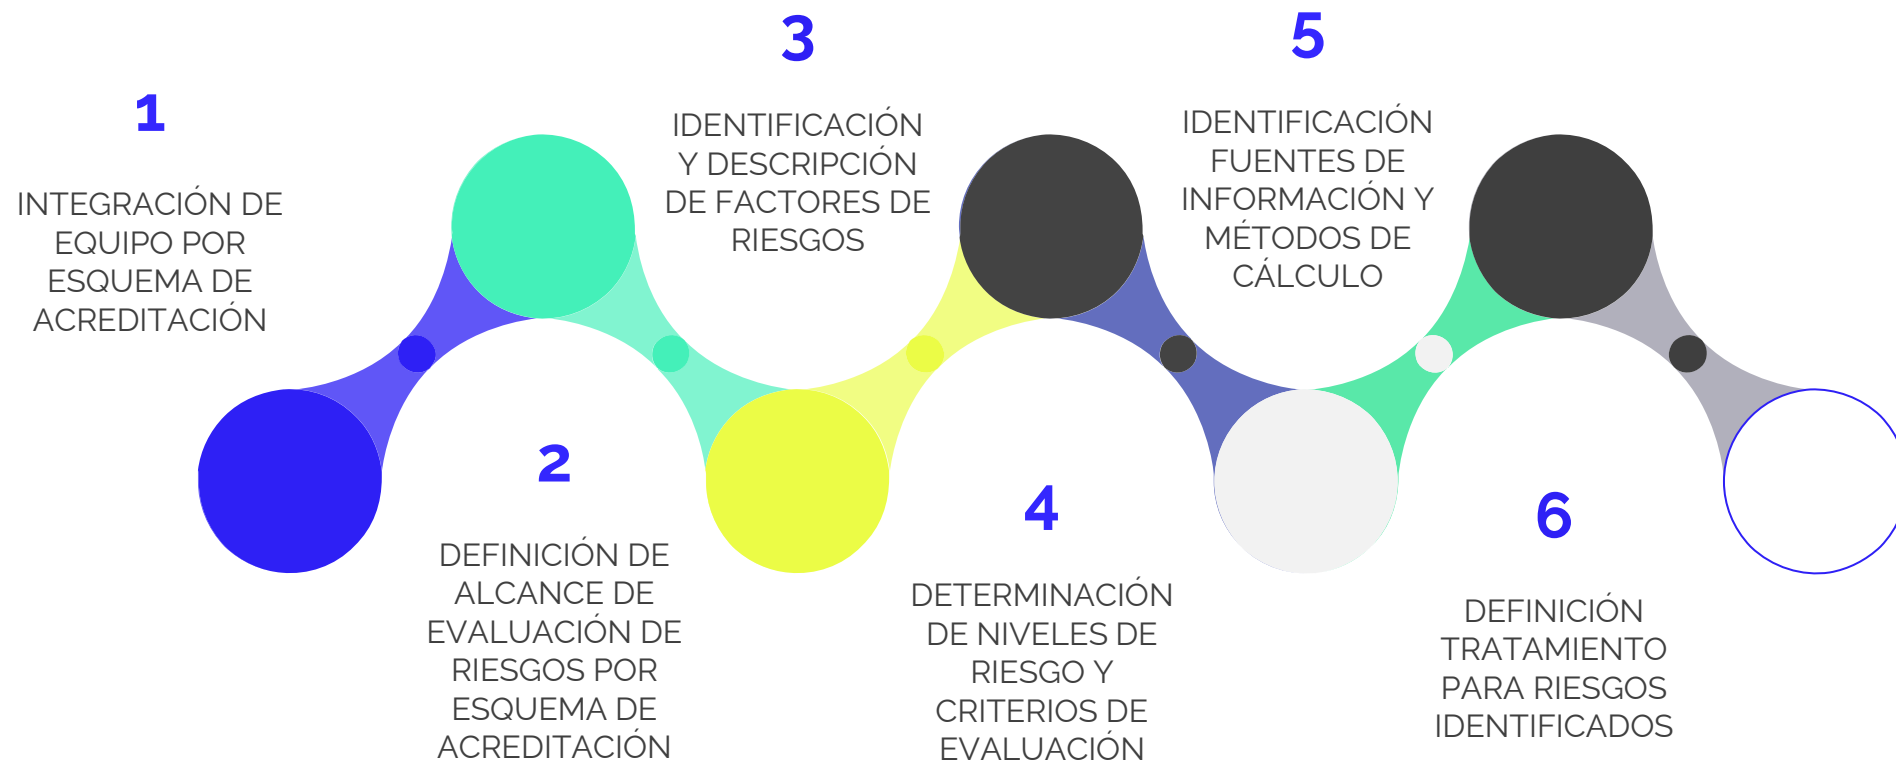 1
INTEGRACIÓN DE
EQUIPO POR
ESQUEMA DE
ACREDITACIÓN
2
DEFINICIÓN DE
ALCANCE DE
EVALUACIÓN DE
RIESGOS POR
ESQUEMA DE
ACREDITACIÓN
3
IDENTIFICACIÓN
Y DESCRIPCIÓN
DE FACTORES DE
RIESGOS
4
DETERMINACIÓN
DE NIVELES DE
RIESGO Y
CRITERIOS DE
EVALUACIÓN
5
IDENTIFICACIÓN
FUENTES DE
INFORMACIÓN Y
MÉTODOS DE
CÁLCULO
6
DEFINICIÓN
TRATAMIENTO
PARA RIESGOS
IDENTIFICADOS